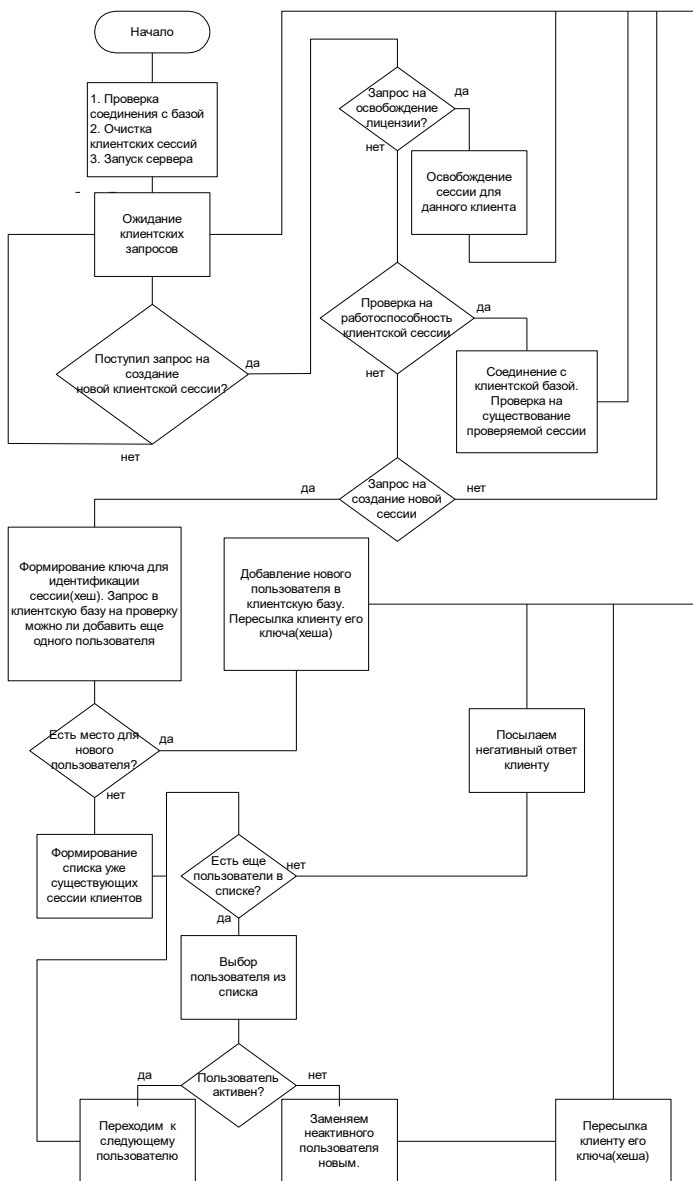 Начало
1. Проверка
соединения с базой
2. Очистка
клиентских сессий
3. Запуск сервера
Ожидание
клиентских
запросов
Поступил запрос на
создание
новой клиентской сессии?
да
нет
Запрос на
освобождение
лицензии?
да
нет
Освобождение
сессии для
данного клиента
Проверка на
работоспособность
клиентской сессии
да
нет
Соединение с
клиентской базой.
Проверка на
существование
проверяемой сессии
Запрос на
создание новой
сессии
да
нет
Формирование ключа для
идентификации
сессии(хеш). Запрос в
клиентскую базу на проверку
можно ли добавить еще
одного пользователя
Добавление нового
пользователя в
клиентскую базу.
Пересылка клиенту его
ключа(хеша)
Есть место для
нового
пользователя?
да
нет
Посылаем
негативный ответ
клиенту
Формирование
списка уже
существующих
сессии клиентов
Есть еще
пользователи в
списке?
нет
да
Выбор
пользователя из
списка
Пользователь
активен?
да
нет
Переходим к
следующему
пользователю
Заменяем
неактивного
пользователя
новым.
Пересылка
клиенту его
ключа(хеша)